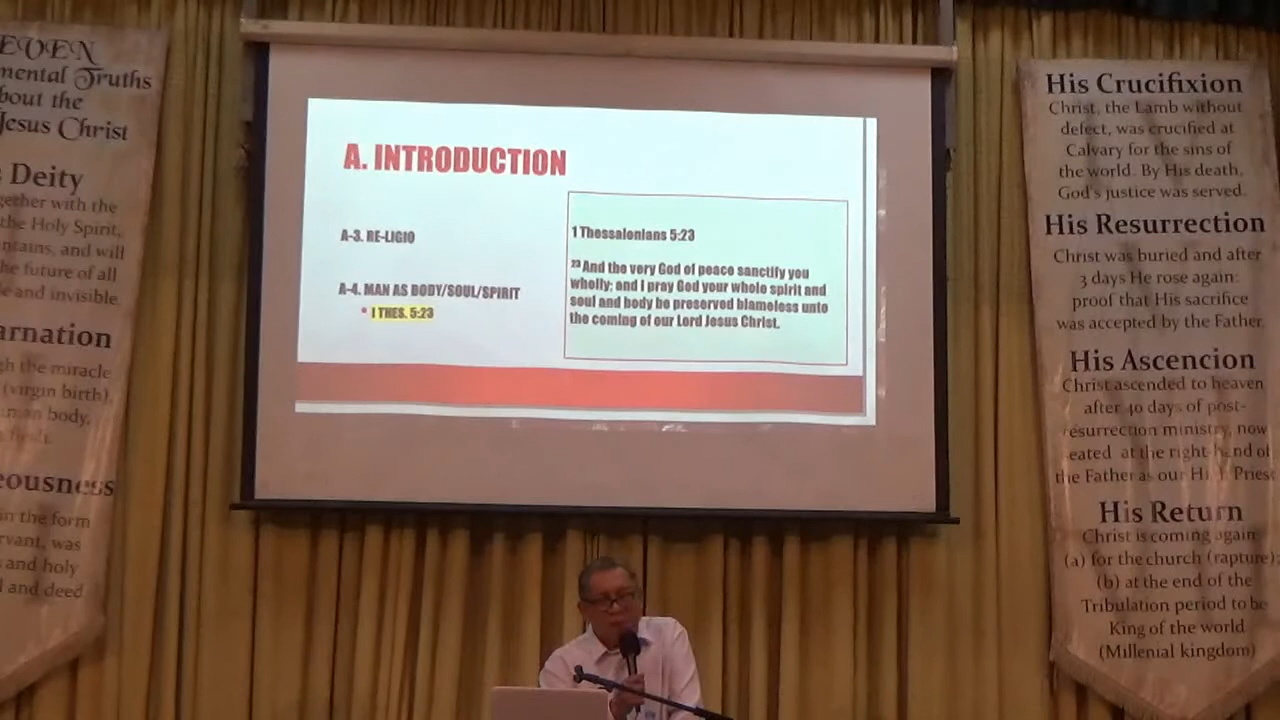 EVEN
mental Truths
bout the
Jesus Christ
Deity
gether with the
the Holy Spirit,
ntains, and will
he future of all
le and invisible.
arnation
gh the miracle
(virgin birth),
man body,
eousness
in the form
rvant, was
and holy
and deed
A. INTRODUCTION
A-3. RE-LIGIO
A-4. MAN AS BODY/SOUL/SPIRIT
• I THES. 5:23
1 Thessalonians 5:23
23 And the very God of peace sanctify you
wholly; and I pray God your whole spirit and
soul and body be preserved blameless unto
the coming of our Lord Jesus Christ.
His Crucifixion
Christ, the Lamb without
defect, was crucified at
Calvary for the sins of
the world. By His death,
God's justice was served.
His Resurrection
Christ was buried and after
3 days He rose again:
proof that His sacrifice
was accepted by the Father.
His Ascencion
Christ ascended to heaven
after 40 days of post-
resurrection ministry, now
seated at the right-hand of
the Father as our High Priest
His Return
Christ is coming again
(a) for the church (rapture);
(b) at the end of the
Tribulation period to be
King of the world
(Millenial kingdom)